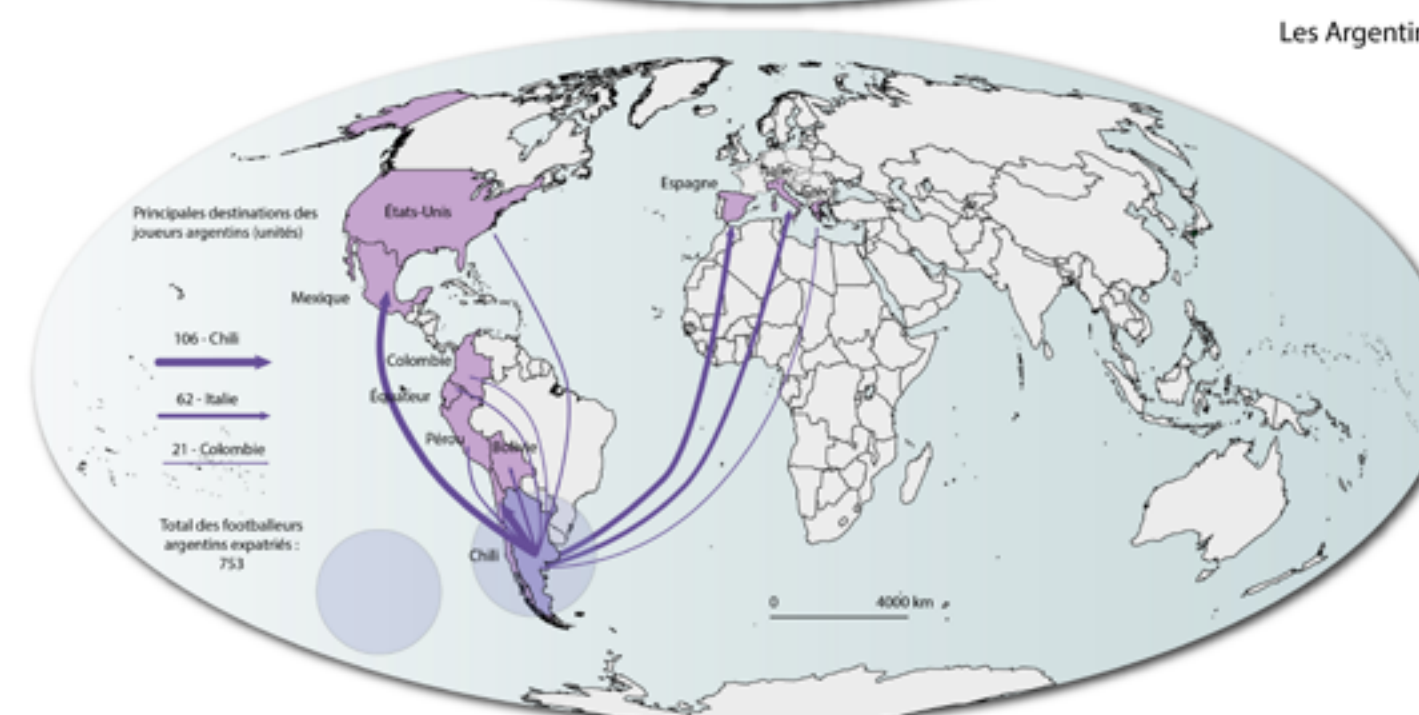 Les Argentin
Principales destinations des
joueurs argentins (unités)
106 - Chili
62 - Italie
21 - Colombie
Total des footballeurs
argentins expatriés :
753
États-Unis
Mexique
Colombie
Équateur
Pérou
Bolivie
Chili
Espagne
0 4000 km